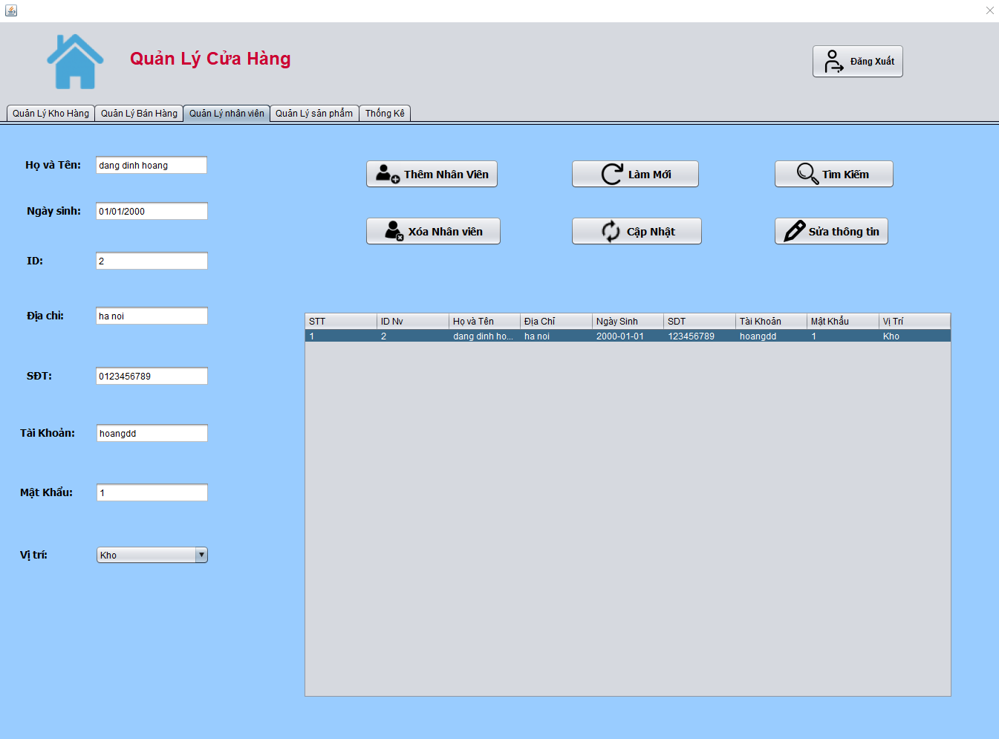 Quản Lý Cửa Hàng
Đăng Xuất
Quản Lý Kho Hàng Quản Lý Bán Hàng Quản Lý nhân viên Quản Lý sản phẩm Thống Kê
Họ và Tên: dang dinh hoang
Thêm Nhân Viên Làm Mới Tìm Kiếm
Ngày sinh: 01/01/2000
Xóa Nhân viên Cập Nhật Sửa thông tin
ID: 2
Địa chỉ: ha noi
STT ID Nv Họ và Tên Địa Chỉ Ngày Sinh SDT Tài Khoản Mật Khẩu Vị Trí
1 2 dang dinh ho... ha noi 2000-01-01 123456789 hoangdd 1 Kho
SĐT: 0123456789
Tài Khoản: hoangdd
Mật Khẩu: 1
Vị trí: Kho